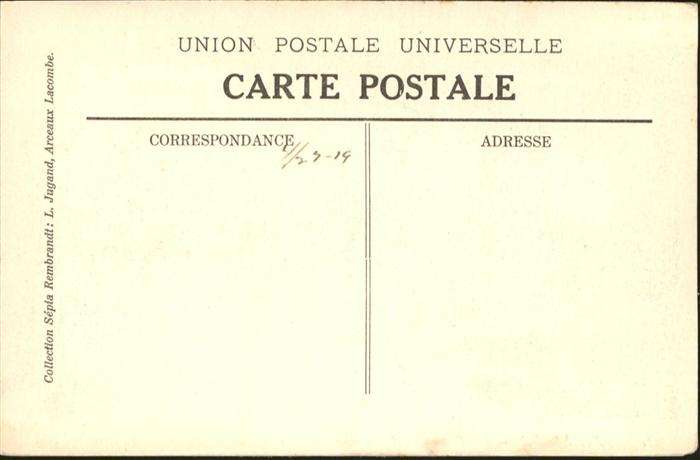 UNION POSTALE UNIVERSELLE
CARTE POSTALE
CORRESPONDANCE
ADRESSE
Collection Sépia Rembrandt: L. Jugand, Arceaux Lacombe.